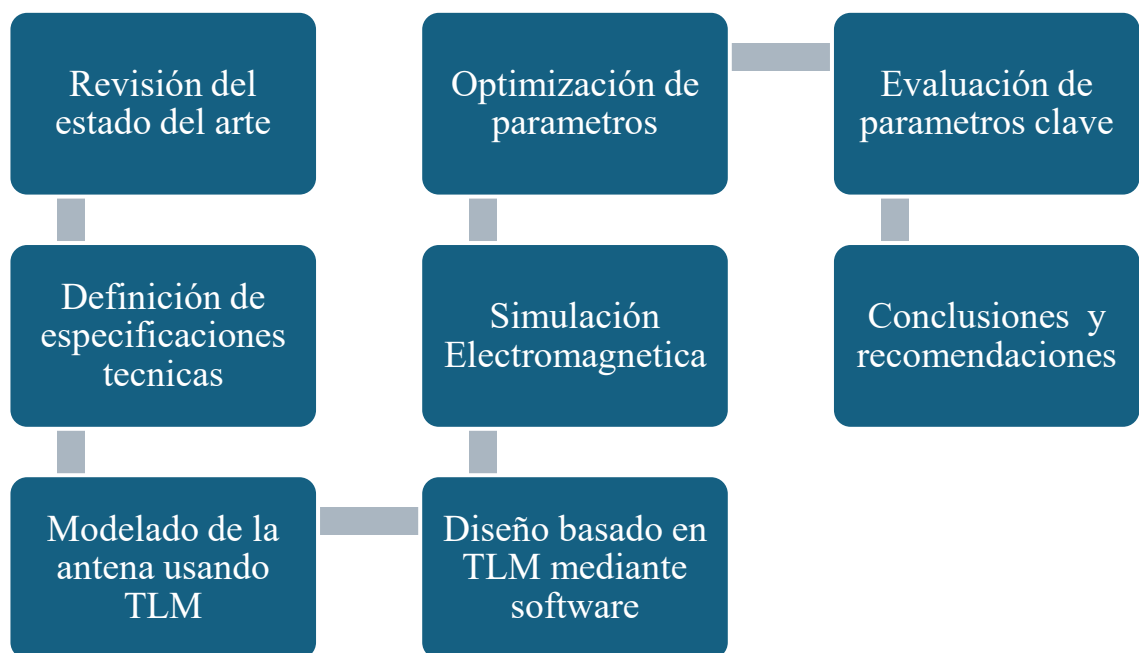 Revisión del
estado del arte
Definición de
especificaciones
tecnicas
Modelado de la
antena usando
TLM
Diseño basado en
TLM mediante
software
Simulación
Electromagnetica
Optimización de
parametros
Evaluación de
parametros clave
Conclusiones y
recomendaciones